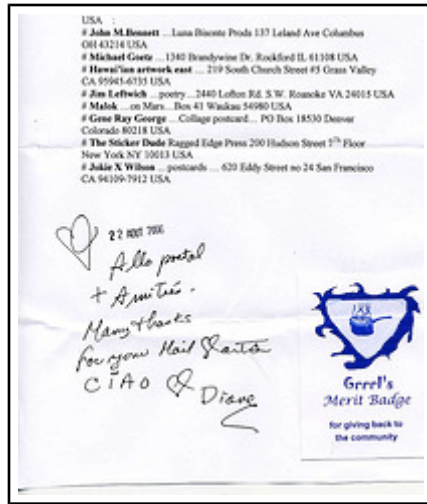 USA :
# John M.Bennett ...Luna Bisonte Prods 137 Leland Ave Columbus
OH 43214 USA
# Michael Goetz ...1340 Brandywine Dr. Rockford IL 61108 USA
# Hawai'ian artwork east ... 219 South Church Street #5 Grass Valley
CA 95945-6735 USA
# Jim Leftwich ...poetry ...2440 Lofton Rd. S.W. Roanoke VA 24015 USA
# Malok ...on Mars...Box 41 Waukau 54980 USA
# Gene Ray George ... Collage postcard... PO Box 18530 Denver
Colorado 80218 USA
# The Sticker Dude Ragged Edge Press 200 Hudson Street 7th Floor
New York NY 10013 USA
# Jokie X Wilson ... postcards ... 620 Eddy Street no 24 San Francisco
CA 94109-7912 USA
22 AOUT 2006
Allo postal
+ Amitiés.
Many thanks
For your Mail
CIAO Diane
Grrrl's
Merit Badge
for giving back to
the community